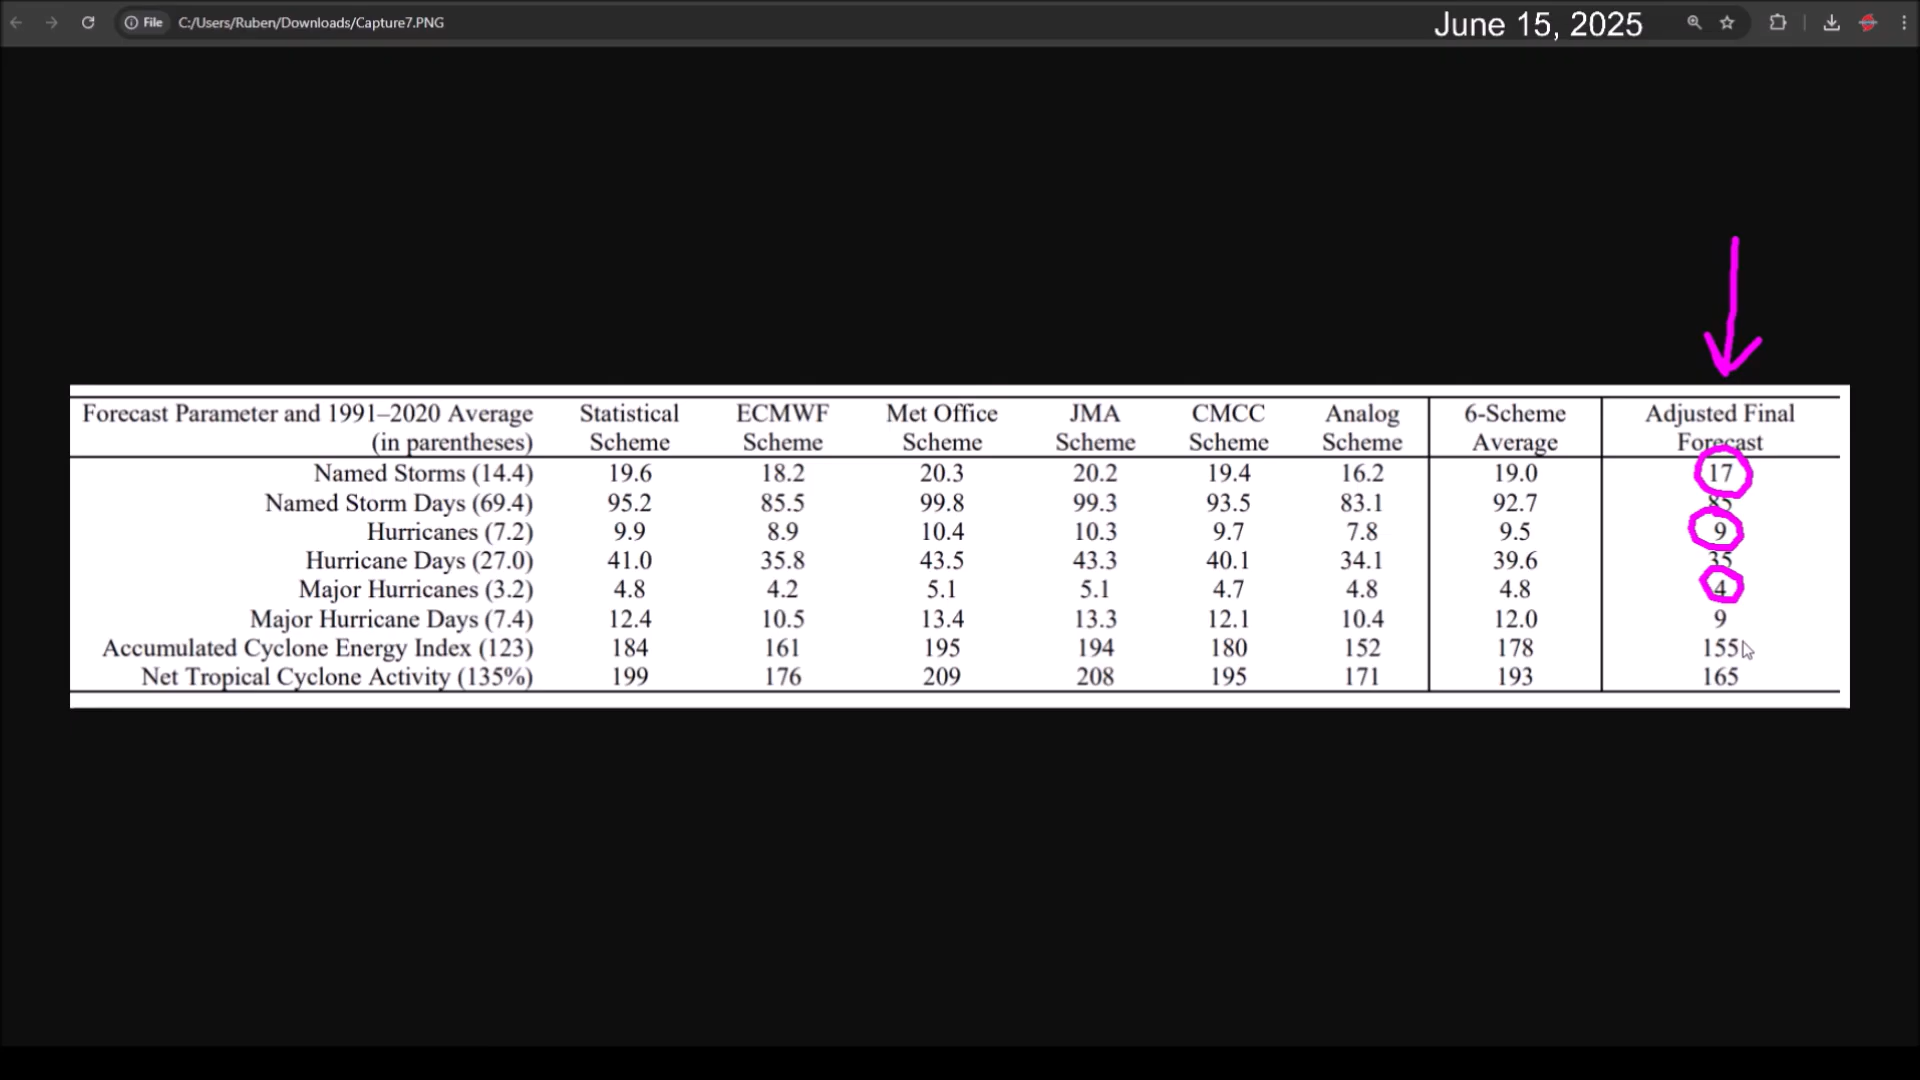 File C:/Users/Ruben/Downloads/Capture7.PNG June 15, 2025
Forecast Parameter and 1991–2020 Average (in parentheses) Statistical Scheme ECMWF Scheme Met Office Scheme JMA Scheme CMCC Scheme Analog Scheme 6-Scheme Average Adjusted Final Forecast
Named Storms (14.4) 19.6 18.2 20.3 20.2 19.4 16.2 19.0 17
Named Storm Days (69.4) 95.2 85.5 99.8 99.3 93.5 83.1 92.7 85
Hurricanes (7.2) 9.9 8.9 10.4 10.3 9.7 7.8 9.5 9
Hurricane Days (27.0) 41.0 35.8 43.5 43.3 40.1 34.1 39.6 35
Major Hurricanes (3.2) 4.8 4.2 5.1 5.1 4.7 4.8 4.8 4
Major Hurricane Days (7.4) 12.4 10.5 13.4 13.3 12.1 10.4 12.0 9
Accumulated Cyclone Energy Index (123) 184 161 195 194 180 152 178 155
Net Tropical Cyclone Activity (135%) 199 176 209 208 195 171 193 165